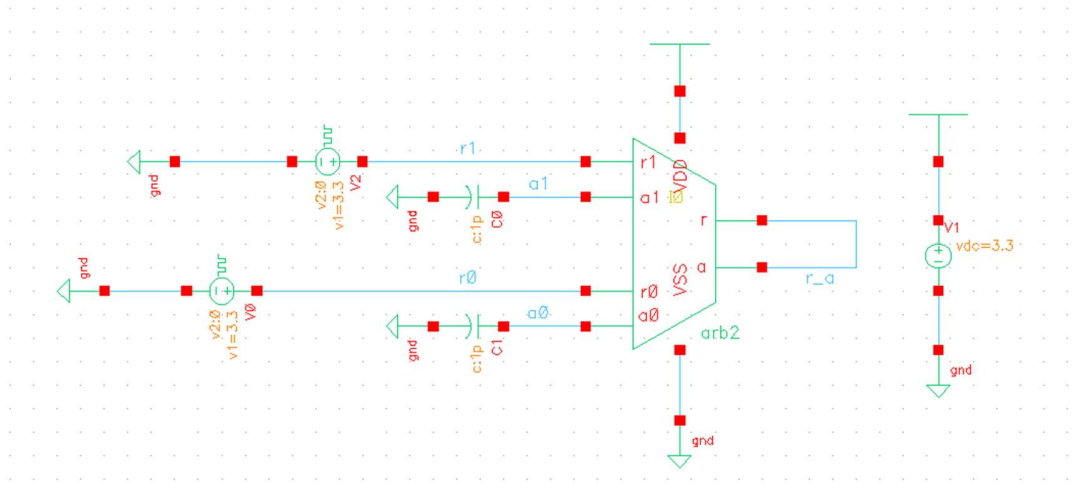 r1
gnd
v2:0
v1=3.3
V2
r1
VDD
a1
gnd
c:1p
C0
a1
I0
r
V1
vdc=3.3
gnd
v2:0
v1=3.3
V0
r0
r0
VSS
a
r_a
a0
gnd
c:1p
C1
a0
arb2
gnd
gnd